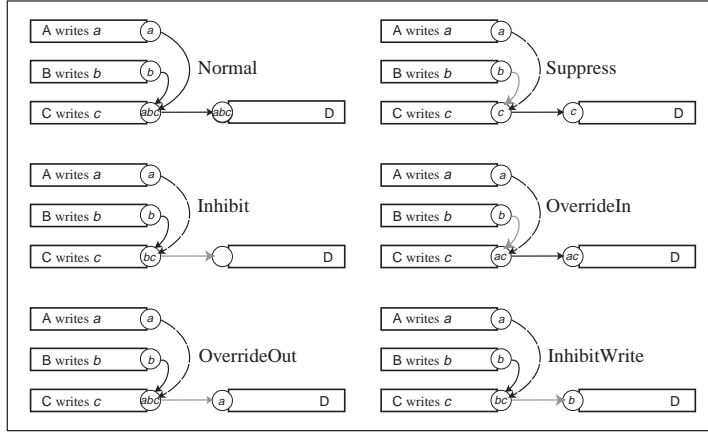 A writes a a
B writes b b Normal
C writes c abc abc D
A writes a a
B writes b b Suppress
C writes c c c D
A writes a a
B writes b b Inhibit
C writes c bc D
A writes a a
B writes b b OverrideIn
C writes c ac ac D
A writes a a
B writes b b OverrideOut
C writes c abc a D
A writes a a
B writes b b InhibitWrite
C writes c bc b D